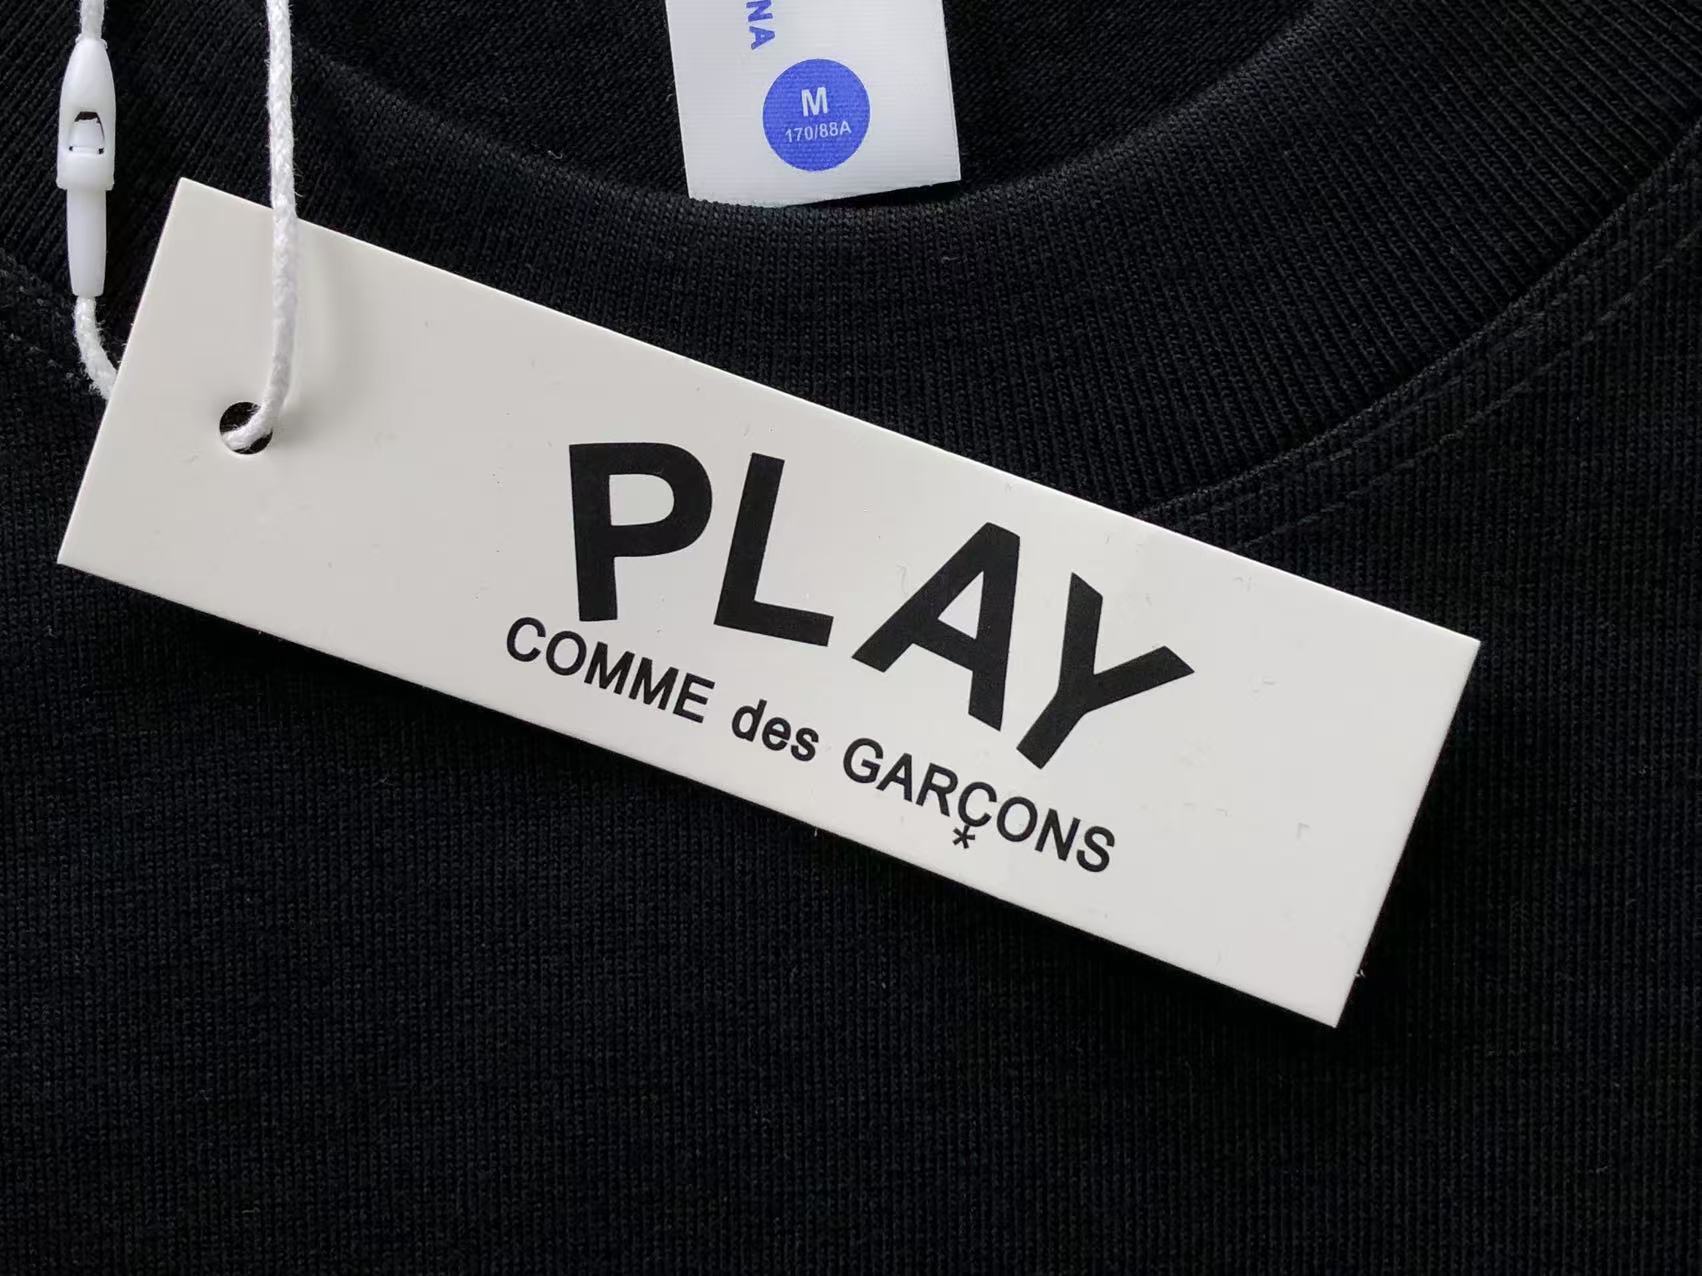 NA
M
170/88A
PLAY
COMME des GARÇONS
*